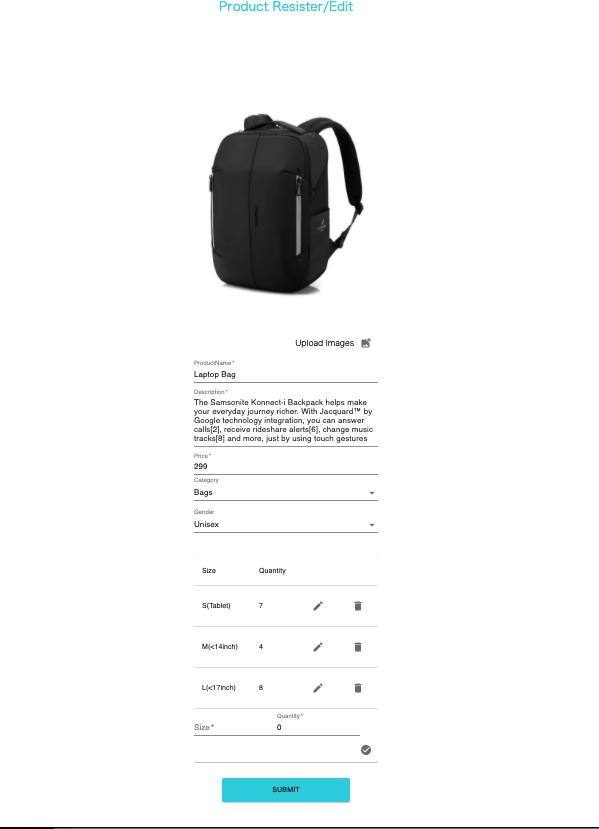 Product Resister/Edit
Upload Images
ProductName *
Laptop Bag
Description *
The Samsonite Konnect-i Backpack helps make
your everyday journey richer. With Jacquard™ by
Google technology integration, you can answer
calls[2], receive rideshare alerts[6], change music
tracks[8] and more, just by using touch gestures
Price *
299
Category
Bags
Gender
Unisex
Size Quantity
S(Tablet) 7
M(<14inch) 4
L(<17inch) 8
Quantity *
Size * 0
SUBMIT